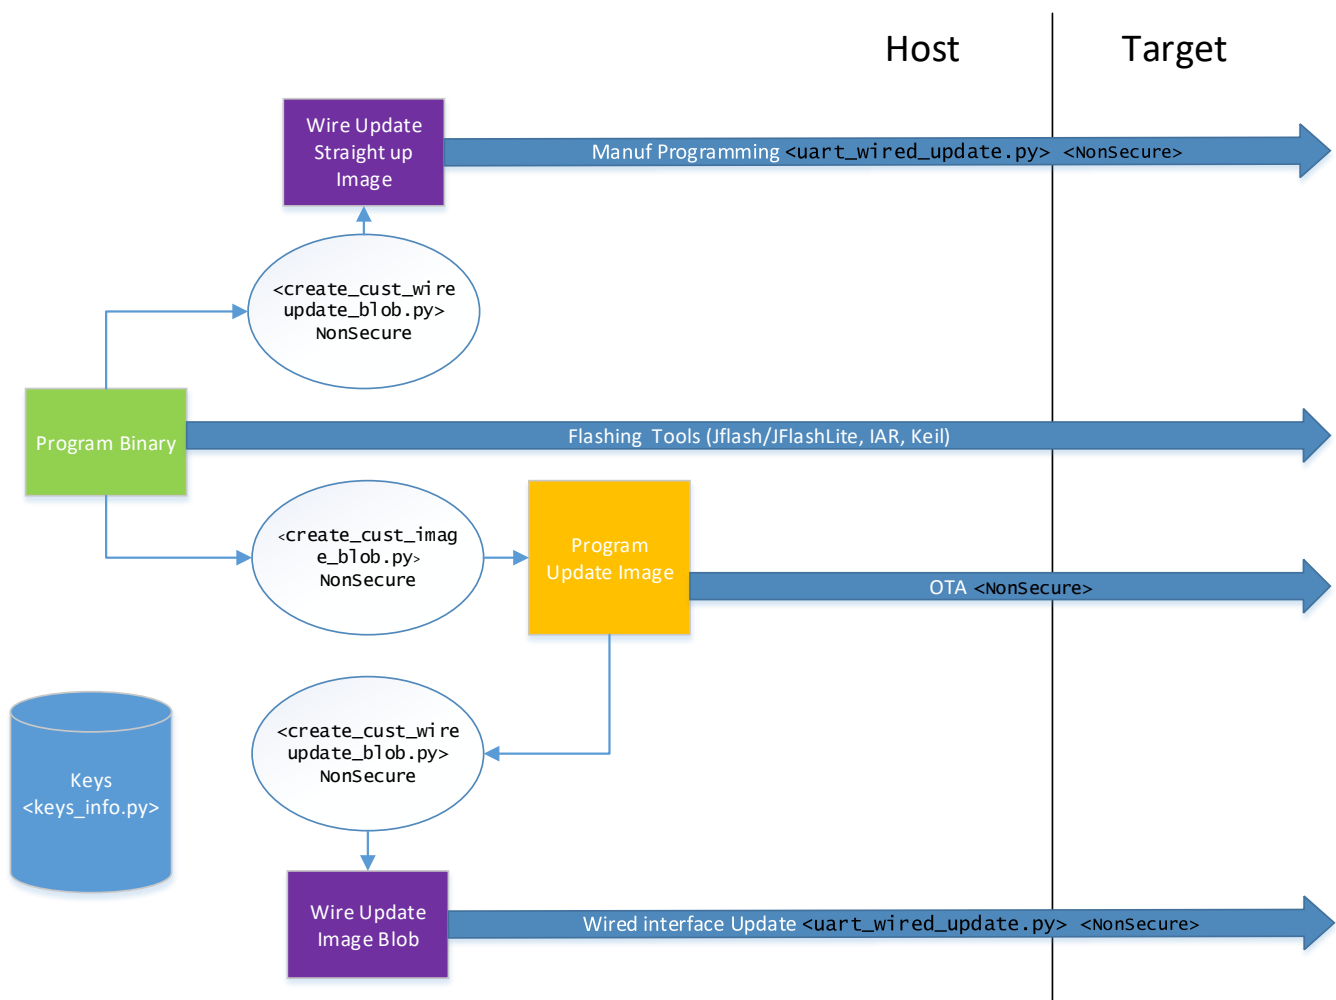 Host
Target
Wire Update
Straight up
Image
Manuf Programming <uart_wired_update.py> <NonSecure>
<create_cust_wire
update_blob.py>
NonSecure
Program Binary
Flashing Tools (Jflash/JFlashLite, IAR, Keil)
<create_cust_imag
e_blob.py>
NonSecure
Program
Update Image
OTA <NonSecure>
<create_cust_wire
update_blob.py>
NonSecure
Keys
<keys_info.py>
Wire Update
Image Blob
Wired interface Update <uart_wired_update.py> <NonSecure>